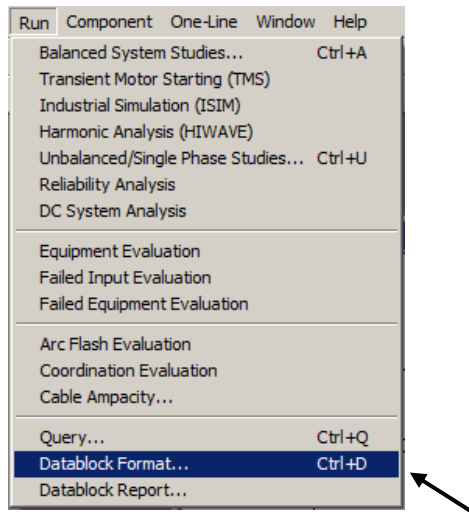 Run Component One-Line Window Help
Balanced System Studies... Ctrl+A
Transient Motor Starting (TMS)
Industrial Simulation (ISIM)
Harmonic Analysis (HIWAVE)
Unbalanced/Single Phase Studies... Ctrl+U
Reliability Analysis
DC System Analysis
Equipment Evaluation
Failed Input Evaluation
Failed Equipment Evaluation
Arc Flash Evaluation
Coordination Evaluation
Cable Ampacity...
Query... Ctrl+Q
Datablock Format... Ctrl+D
Datablock Report...